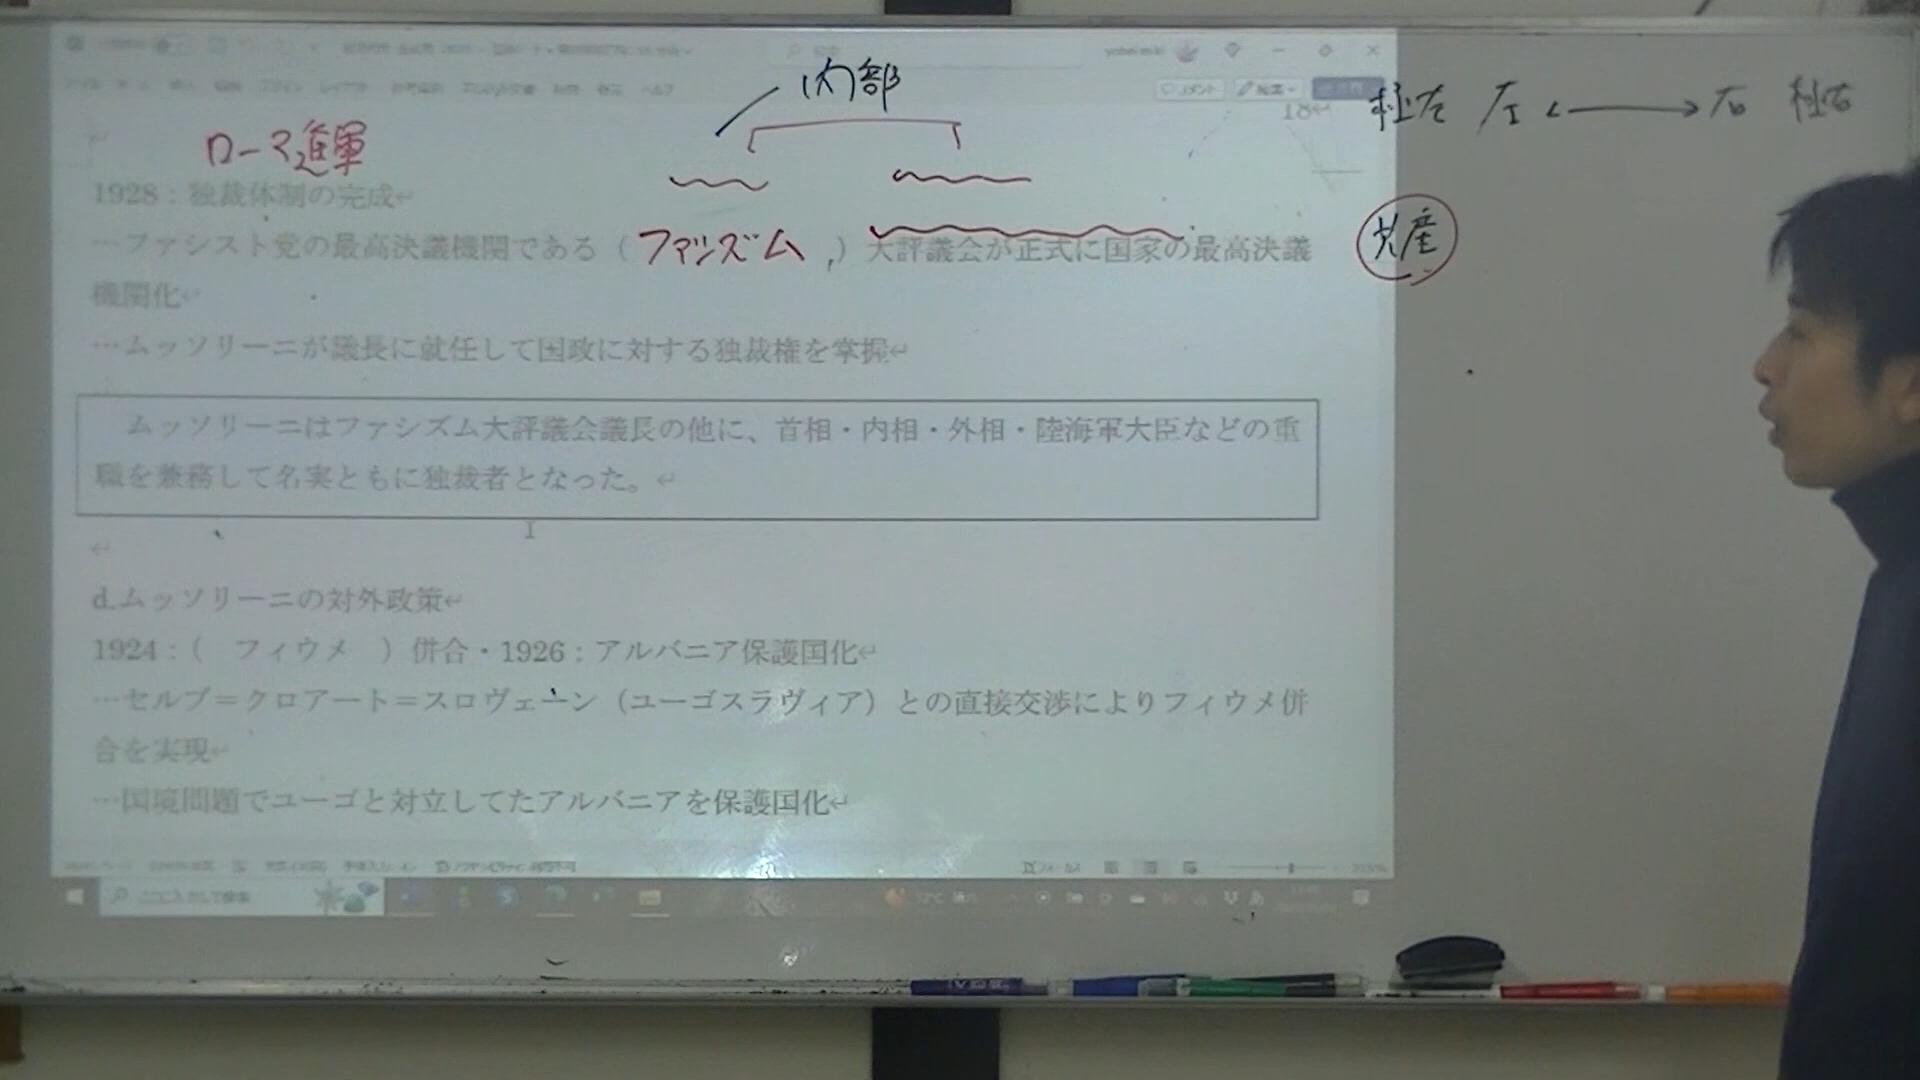 内部
極左 左 ←→ 右 極右
ローマ進軍
1928：独裁体制の完成
…ファシスト党の最高決議機関である（ ファシズム ）大評議会が正式に国家の最高決議
共産
機関化
…ムッソリーニが議長に就任して国政に対する独裁権を掌握
ムッソリーニはファシズム大評議会議長の他に、首相・内相・外相・陸海軍大臣などの重
職を兼務して名実ともに独裁者となった。
d.ムッソリーニの対外政策
1924：（ フィウメ ）併合・1926：アルバニア保護国化
…セルブ＝クロアート＝スロヴェーン（ユーゴスラヴィア）との直接交渉によりフィウメ併
合を実現
…国境問題でユーゴと対立してたアルバニアを保護国化
ここに入力して検索